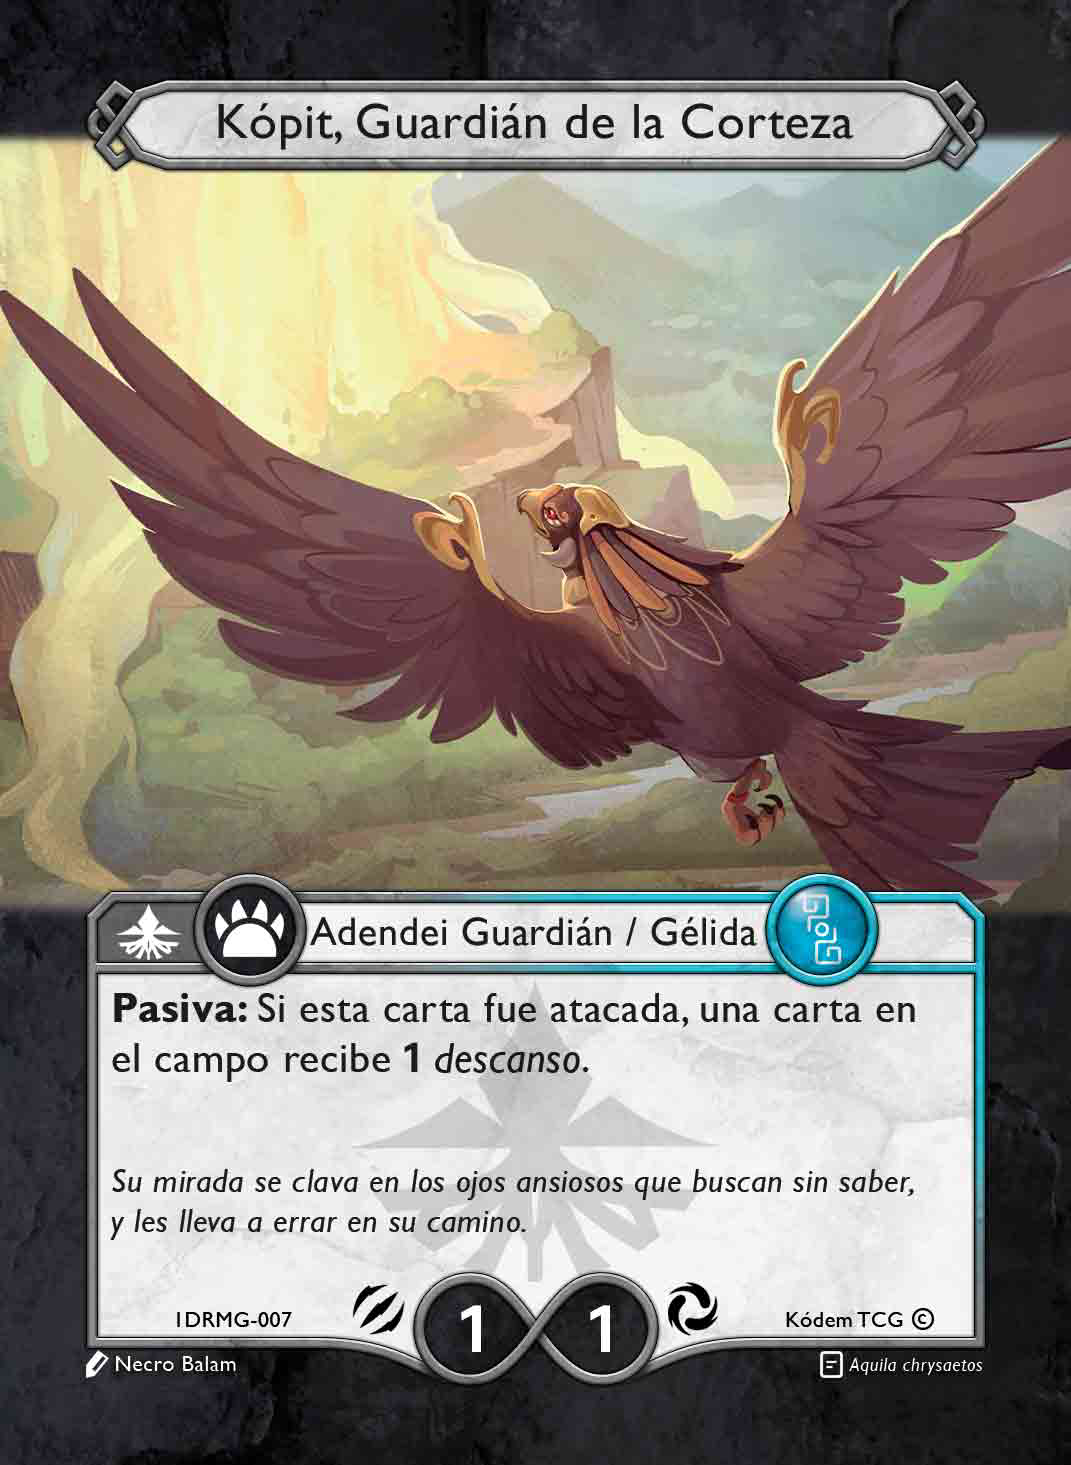 Kópit, Guardián de la Corteza
Adendei Guardián / Gélida
Pasiva: Si esta carta fue atacada, una carta en
el campo recibe 1 descanso.
Su mirada se clava en los ojos ansiosos que buscan sin saber,
y les lleva a errar en su camino.
1DRMG-007
1
1
Kódem TCG ©
Necro Balam
Aquila chrysaetos